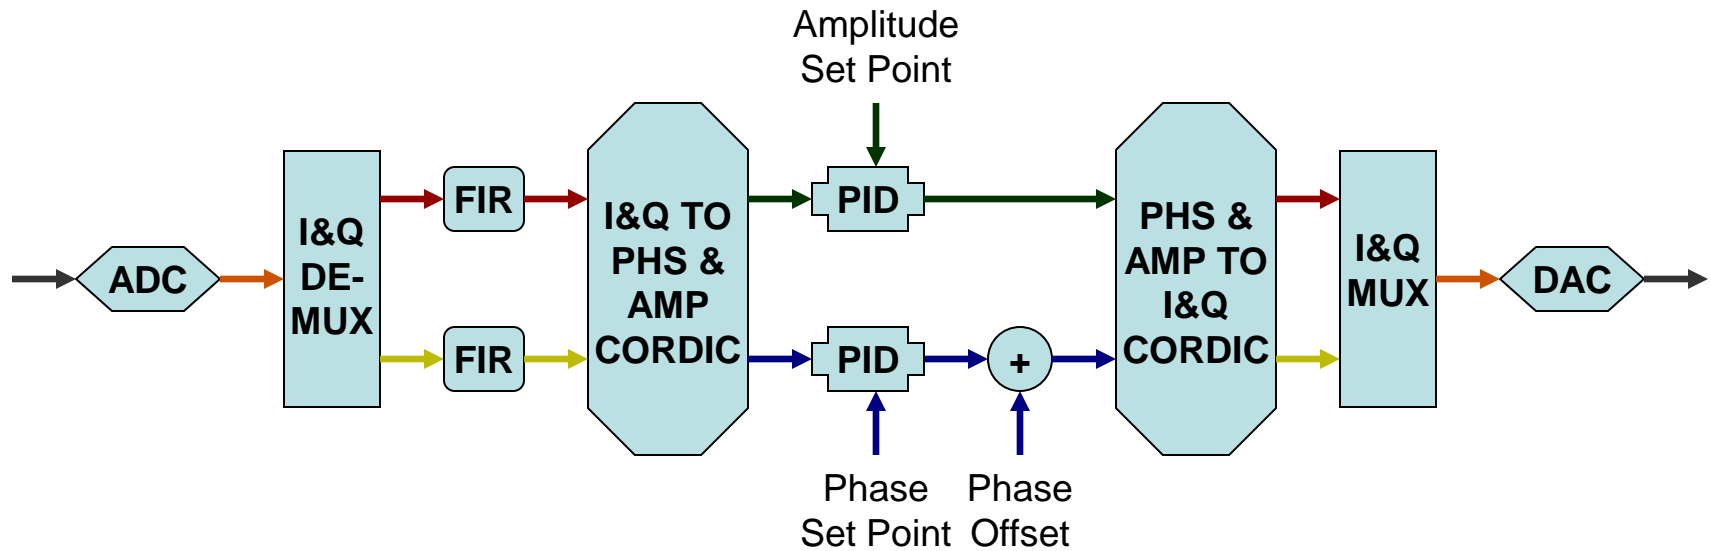 Amplitude
Set Point
ADC
I&Q
DE-
MUX
FIR
FIR
I&Q TO
PHS &
AMP
CORDIC
PID
PID
+
PHS &
AMP TO
I&Q
CORDIC
I&Q
MUX
DAC
Phase
Set Point
Phase
Offset